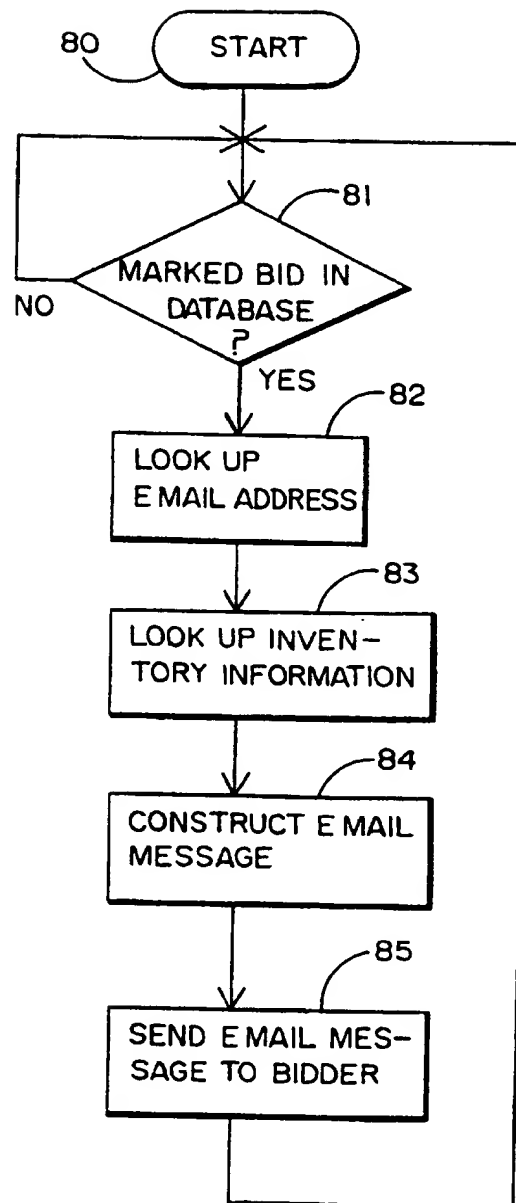 80
START
81
MARKED BID IN
DATABASE
?
NO
YES
82
LOOK UP
E MAIL ADDRESS
83
LOOK UP INVEN-
TORY INFORMATION
84
CONSTRUCT E MAIL
MESSAGE
85
SEND E MAIL MES-
SAGE TO BIDDER